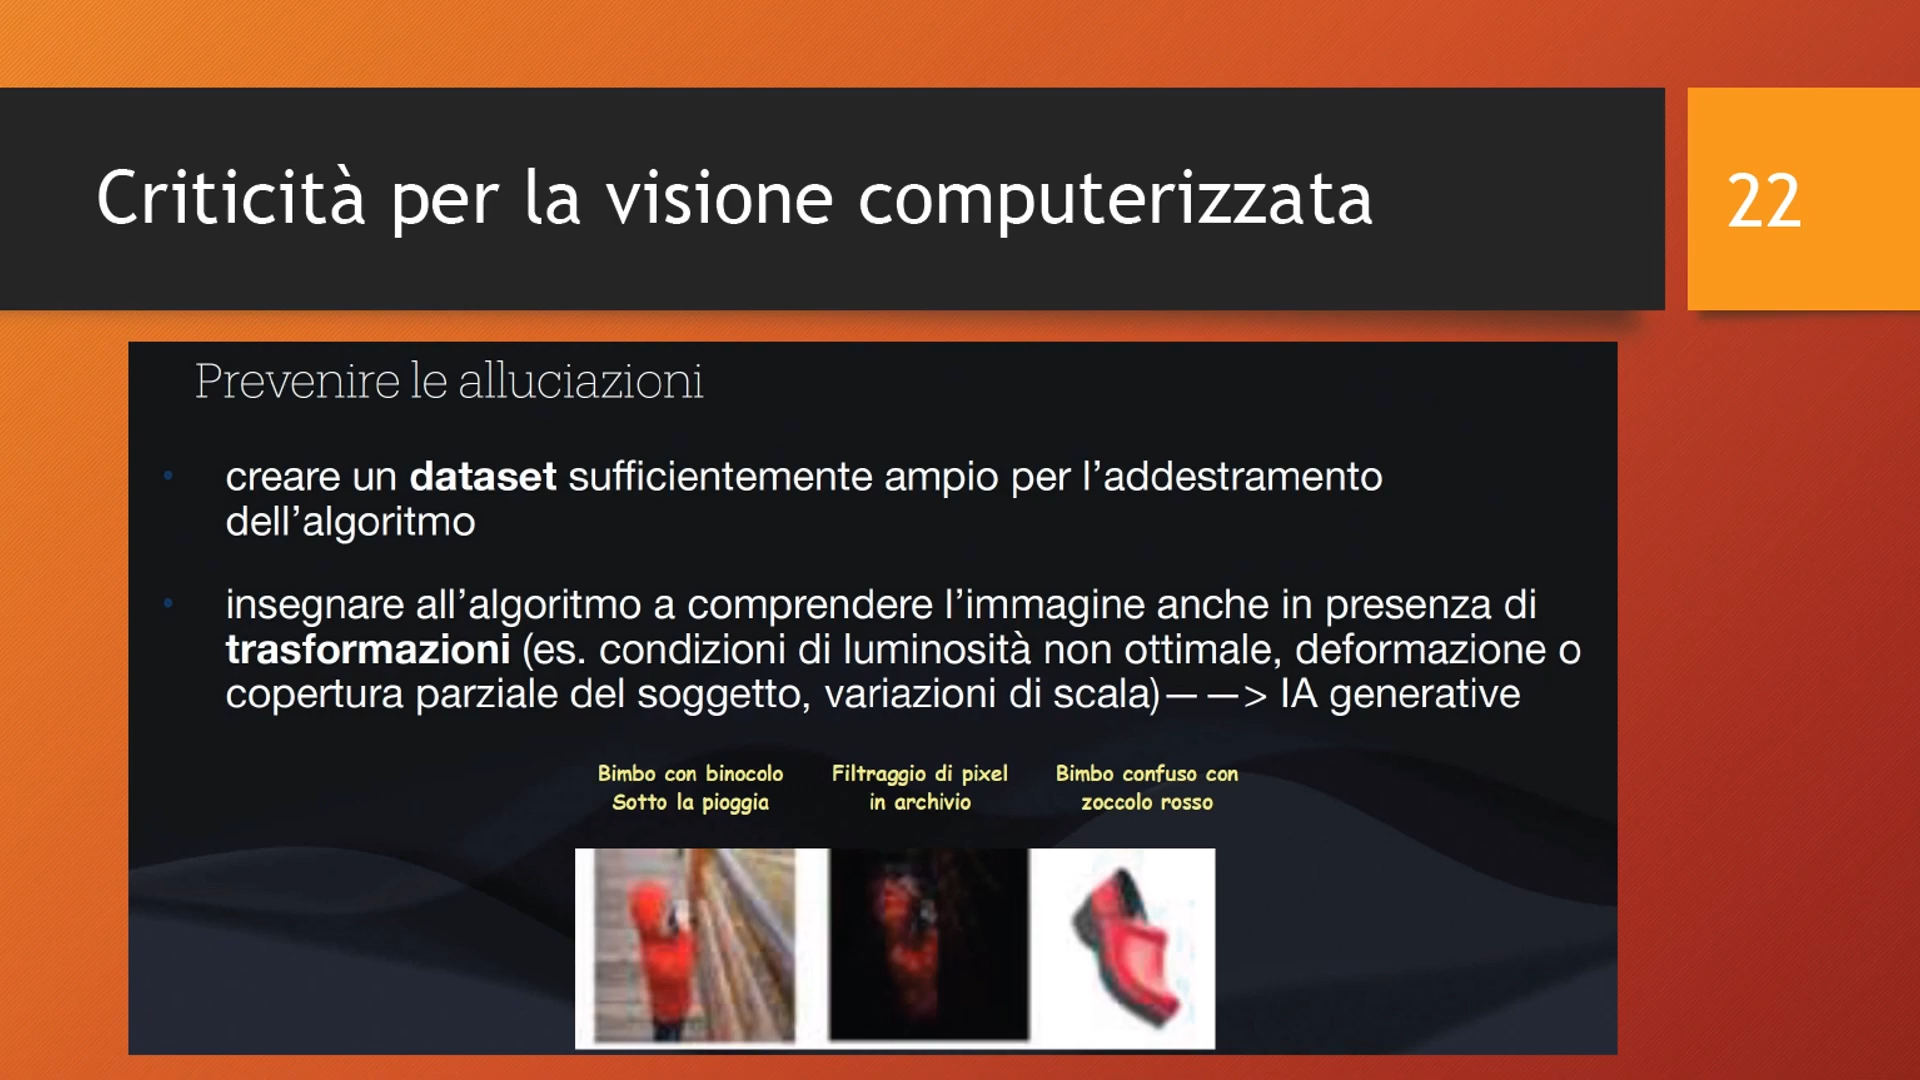 Criticità per la visione computerizzata
22
Prevenire le alluciazioni
• creare un dataset sufficientemente ampio per l’addestramento
dell’algoritmo
• insegnare all’algoritmo a comprendere l’immagine anche in presenza di
trasformazioni (es. condizioni di luminosità non ottimale, deformazione o
copertura parziale del soggetto, variazioni di scala)— —> IA generative
Bimbo con binocolo
Sotto la pioggia
Filtraggio di pixel
in archivio
Bimbo confuso con
zoccolo rosso